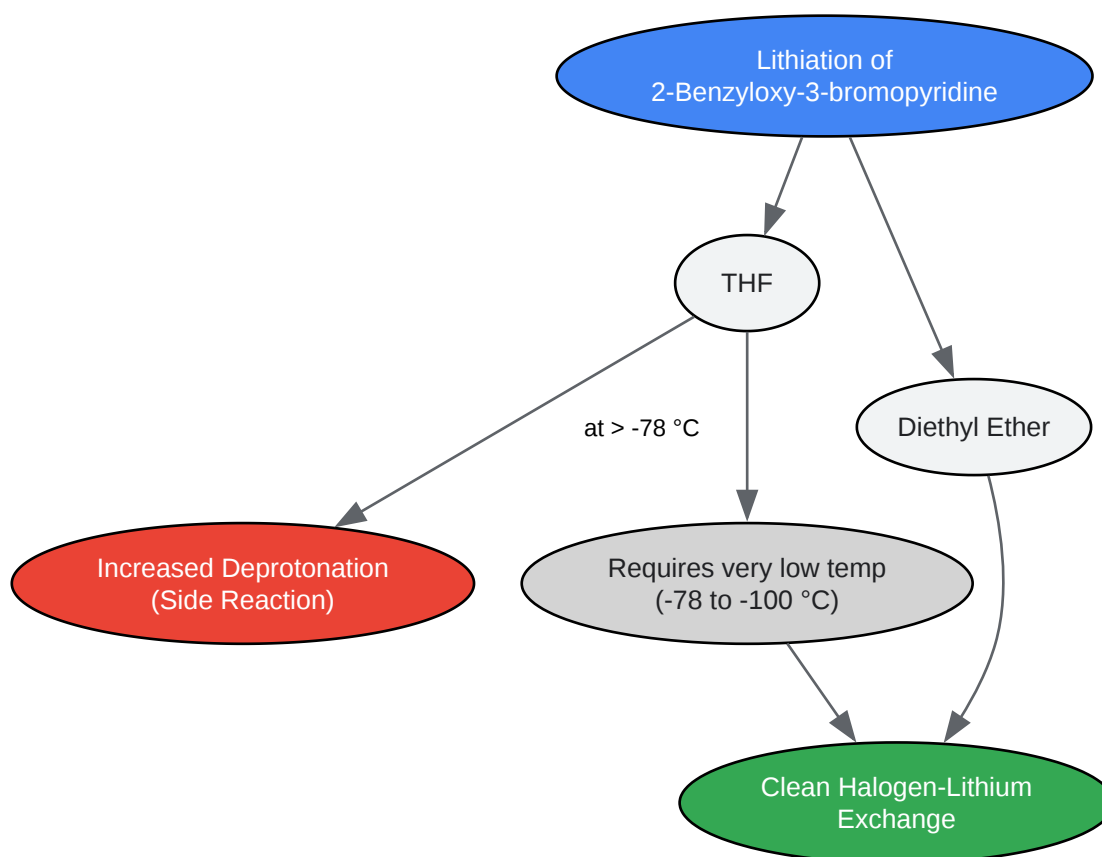 Lithiation of
2-Benzyloxy-3-bromopyridine
THF
Diethyl Ether
at > -78 °C
Increased Deprotonation
(Side Reaction)
Requires very low temp
(-78 to -100 °C)
Clean Halogen-Lithium
Exchange